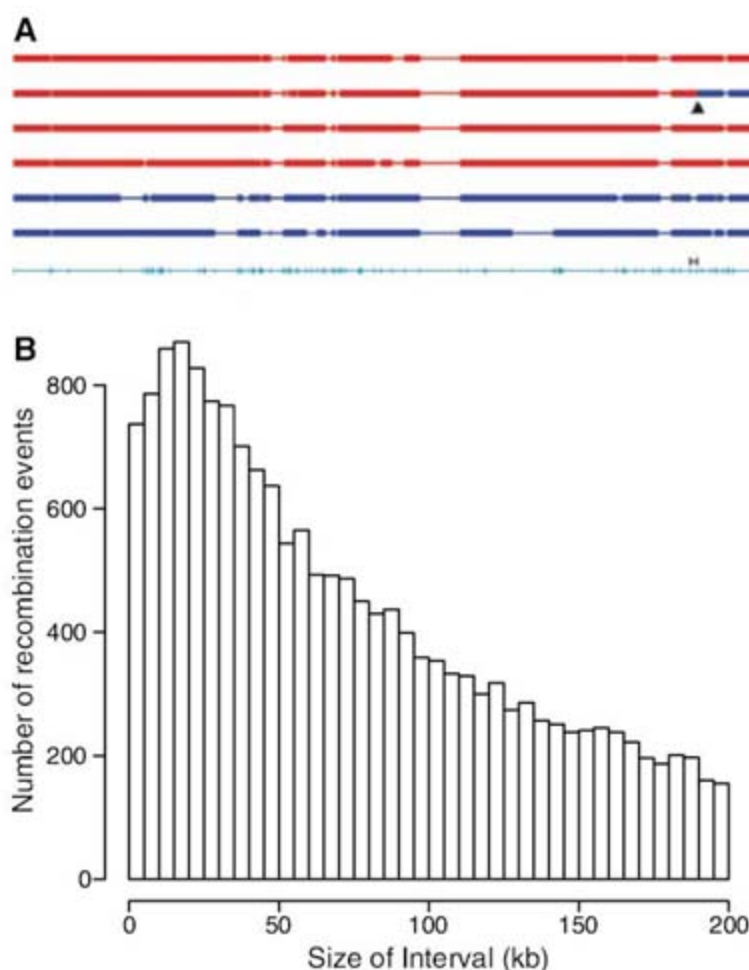 A
H
B
Number of recombination events
800
600
400
200
0
0 50 100 150 200
Size of Interval (kb)